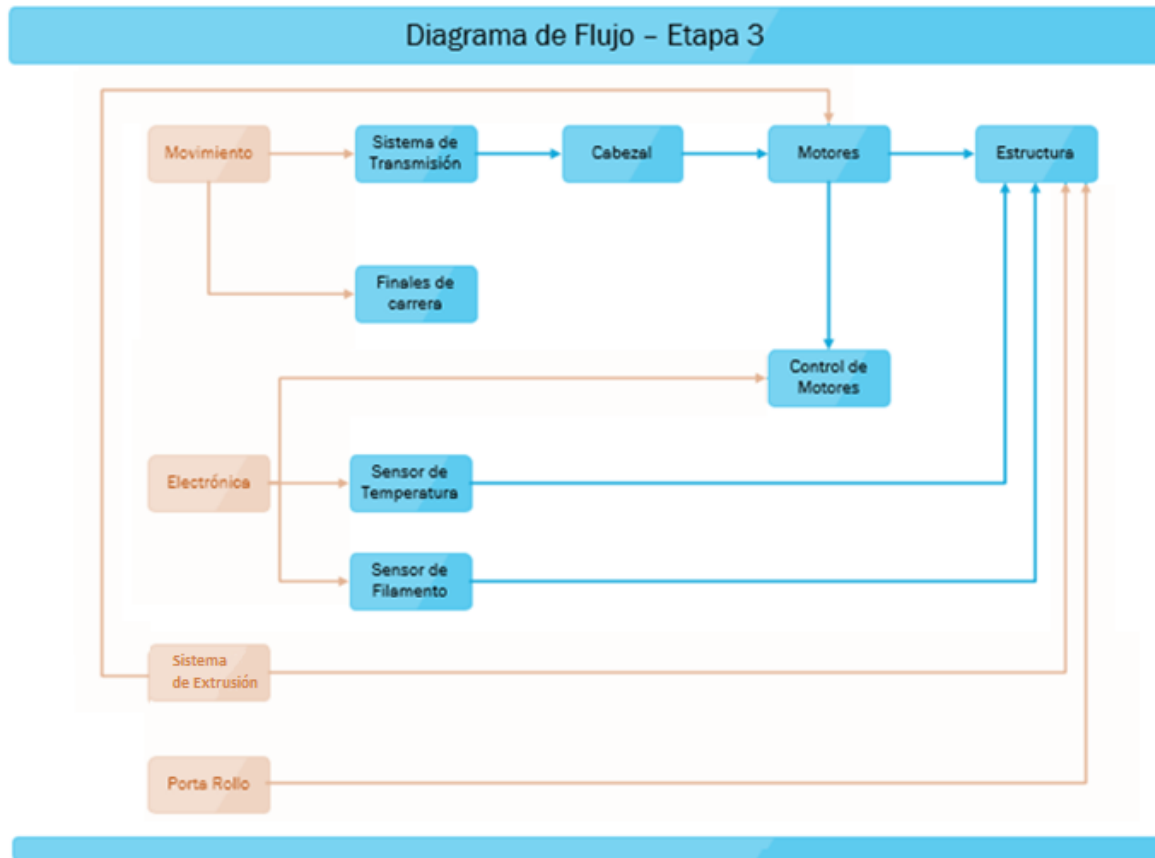 Diagrama de Flujo – Etapa 3
Movimiento
Sistema de
Transmisión
Cabezal
Motores
Estructura
Finales de
carrera
Control de
Motores
Electrónica
Sensor de
Temperatura
Sensor de
Filamento
Sistema
de Extrusión
Porta Rollo